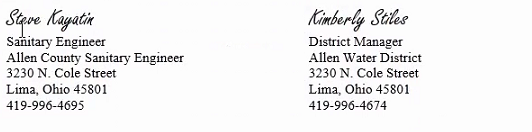 Steve Kayatin
Sanitary Engineer
Allen County Sanitary Engineer
3230 N. Cole Street
Lima, Ohio 45801
419-996-4695
Kimberly Stiles
District Manager
Allen Water District
3230 N. Cole Street
Lima, Ohio 45801
419-996-4674